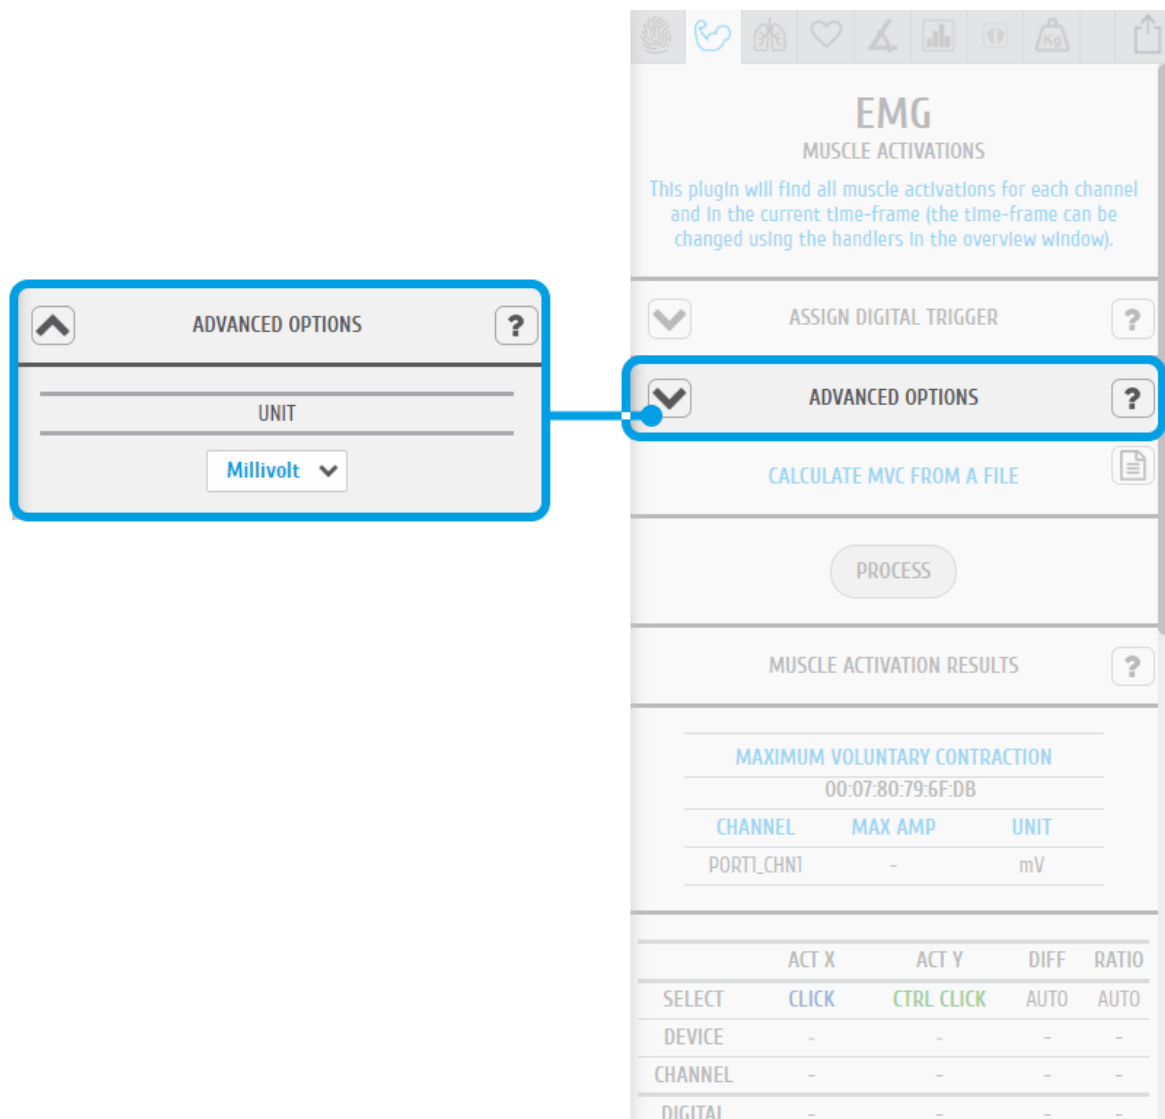 Kg
EMG
MUSCLE ACTIVATIONS
This plugin will find all muscle activations for each channel
and in the current time-frame (the time-frame can be
changed using the handlers in the overview window).
ADVANCED OPTIONS ?
UNIT
Millivolt
ASSIGN DIGITAL TRIGGER ?
ADVANCED OPTIONS ?
CALCULATE MVC FROM A FILE
PROCESS
MUSCLE ACTIVATION RESULTS ?
MAXIMUM VOLUNTARY CONTRACTION
00:07:80:79:6F:DB
CHANNEL MAX AMP UNIT
PORT1_CHN1 - mV
ACT X ACT Y DIFF RATIO
SELECT CLICK CTRL CLICK AUTO AUTO
DEVICE - - - -
CHANNEL - - - -
DIGITAL